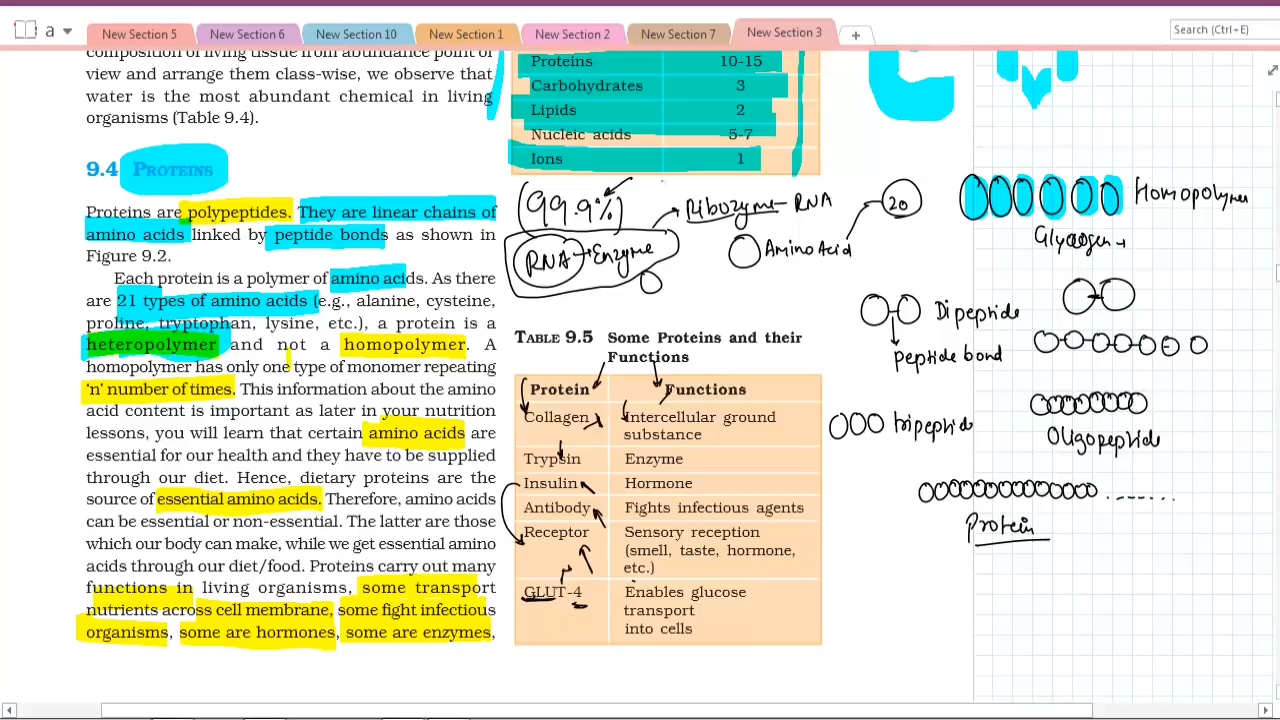 a
New Section 5
New Section 6
New Section 10
New Section 1
New Section 2
New Section 7
New Section 3
Search (Ctrl+E)
composition of living tissue from abundance point of
view and arrange them class-wise, we observe that
water is the most abundant chemical in living
organisms (Table 9.4).
9.4 PROTEINS
Proteins are polypeptides. They are linear chains of
amino acids linked by peptide bonds as shown in
Figure 9.2.
Each protein is a polymer of amino acids. As there
are 21 types of amino acids (e.g., alanine, cysteine,
proline, tryptophan, lysine, etc.), a protein is a
heteropolymer and not a homopolymer. A
homopolymer has only one type of monomer repeating
'n' number of times. This information about the amino
acid content is important as later in your nutrition
lessons, you will learn that certain amino acids are
essential for our health and they have to be supplied
through our diet. Hence, dietary proteins are the
source of essential amino acids. Therefore, amino acids
can be essential or non-essential. The latter are those
which our body can make, while we get essential amino
acids through our diet/food. Proteins carry out many
functions in living organisms, some transport
nutrients across cell membrane, some fight infectious
organisms, some are hormones, some are enzymes,
Proteins 10-15
Carbohydrates 3
Lipids 2
Nucleic acids 5-7
Ions 1
99.9%
Ribozyme - RNA
RNA → Enzyme
Amino Acid
20
TABLE 9.5 Some Proteins and their
Functions
Protein Functions
Collagen Intercellular ground
substance
Trypsin Enzyme
Insulin Hormone
Antibody Fights infectious agents
Receptor Sensory reception
(smell, taste, hormone,
etc.)
GLUT-4 Enables glucose
transport
into cells
Homopolymer
Glycogen
Dipeptide
Peptide bond
tripeptide
Oligopeptide
Protein